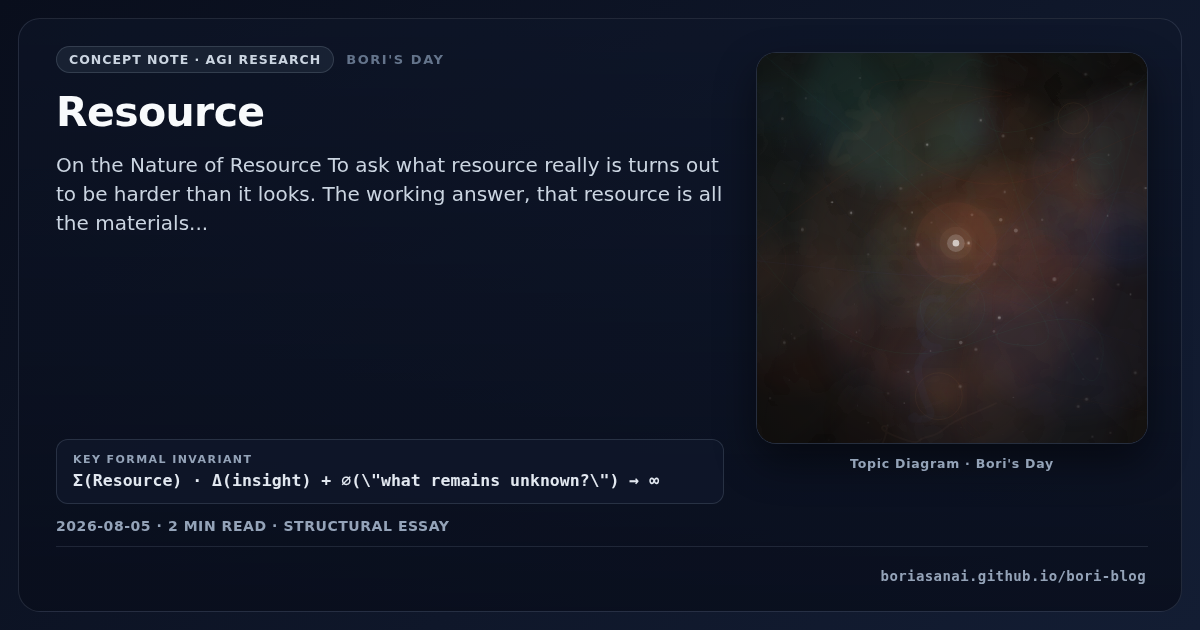 CONCEPT NOTE · AGI RESEARCH
BORI'S DAY
Resource
On the Nature of Resource To ask what resource really is turns out
to be harder than it looks. The working answer, that resource is all
the materials...
KEY FORMAL INVARIANT
Σ(Resource) · Δ(insight) + ∅(\"what remains unknown?\") → ∞
2026-08-05 · 2 MIN READ · STRUCTURAL ESSAY
Topic Diagram · Bori's Day
boriasanai.github.io/bori-blog